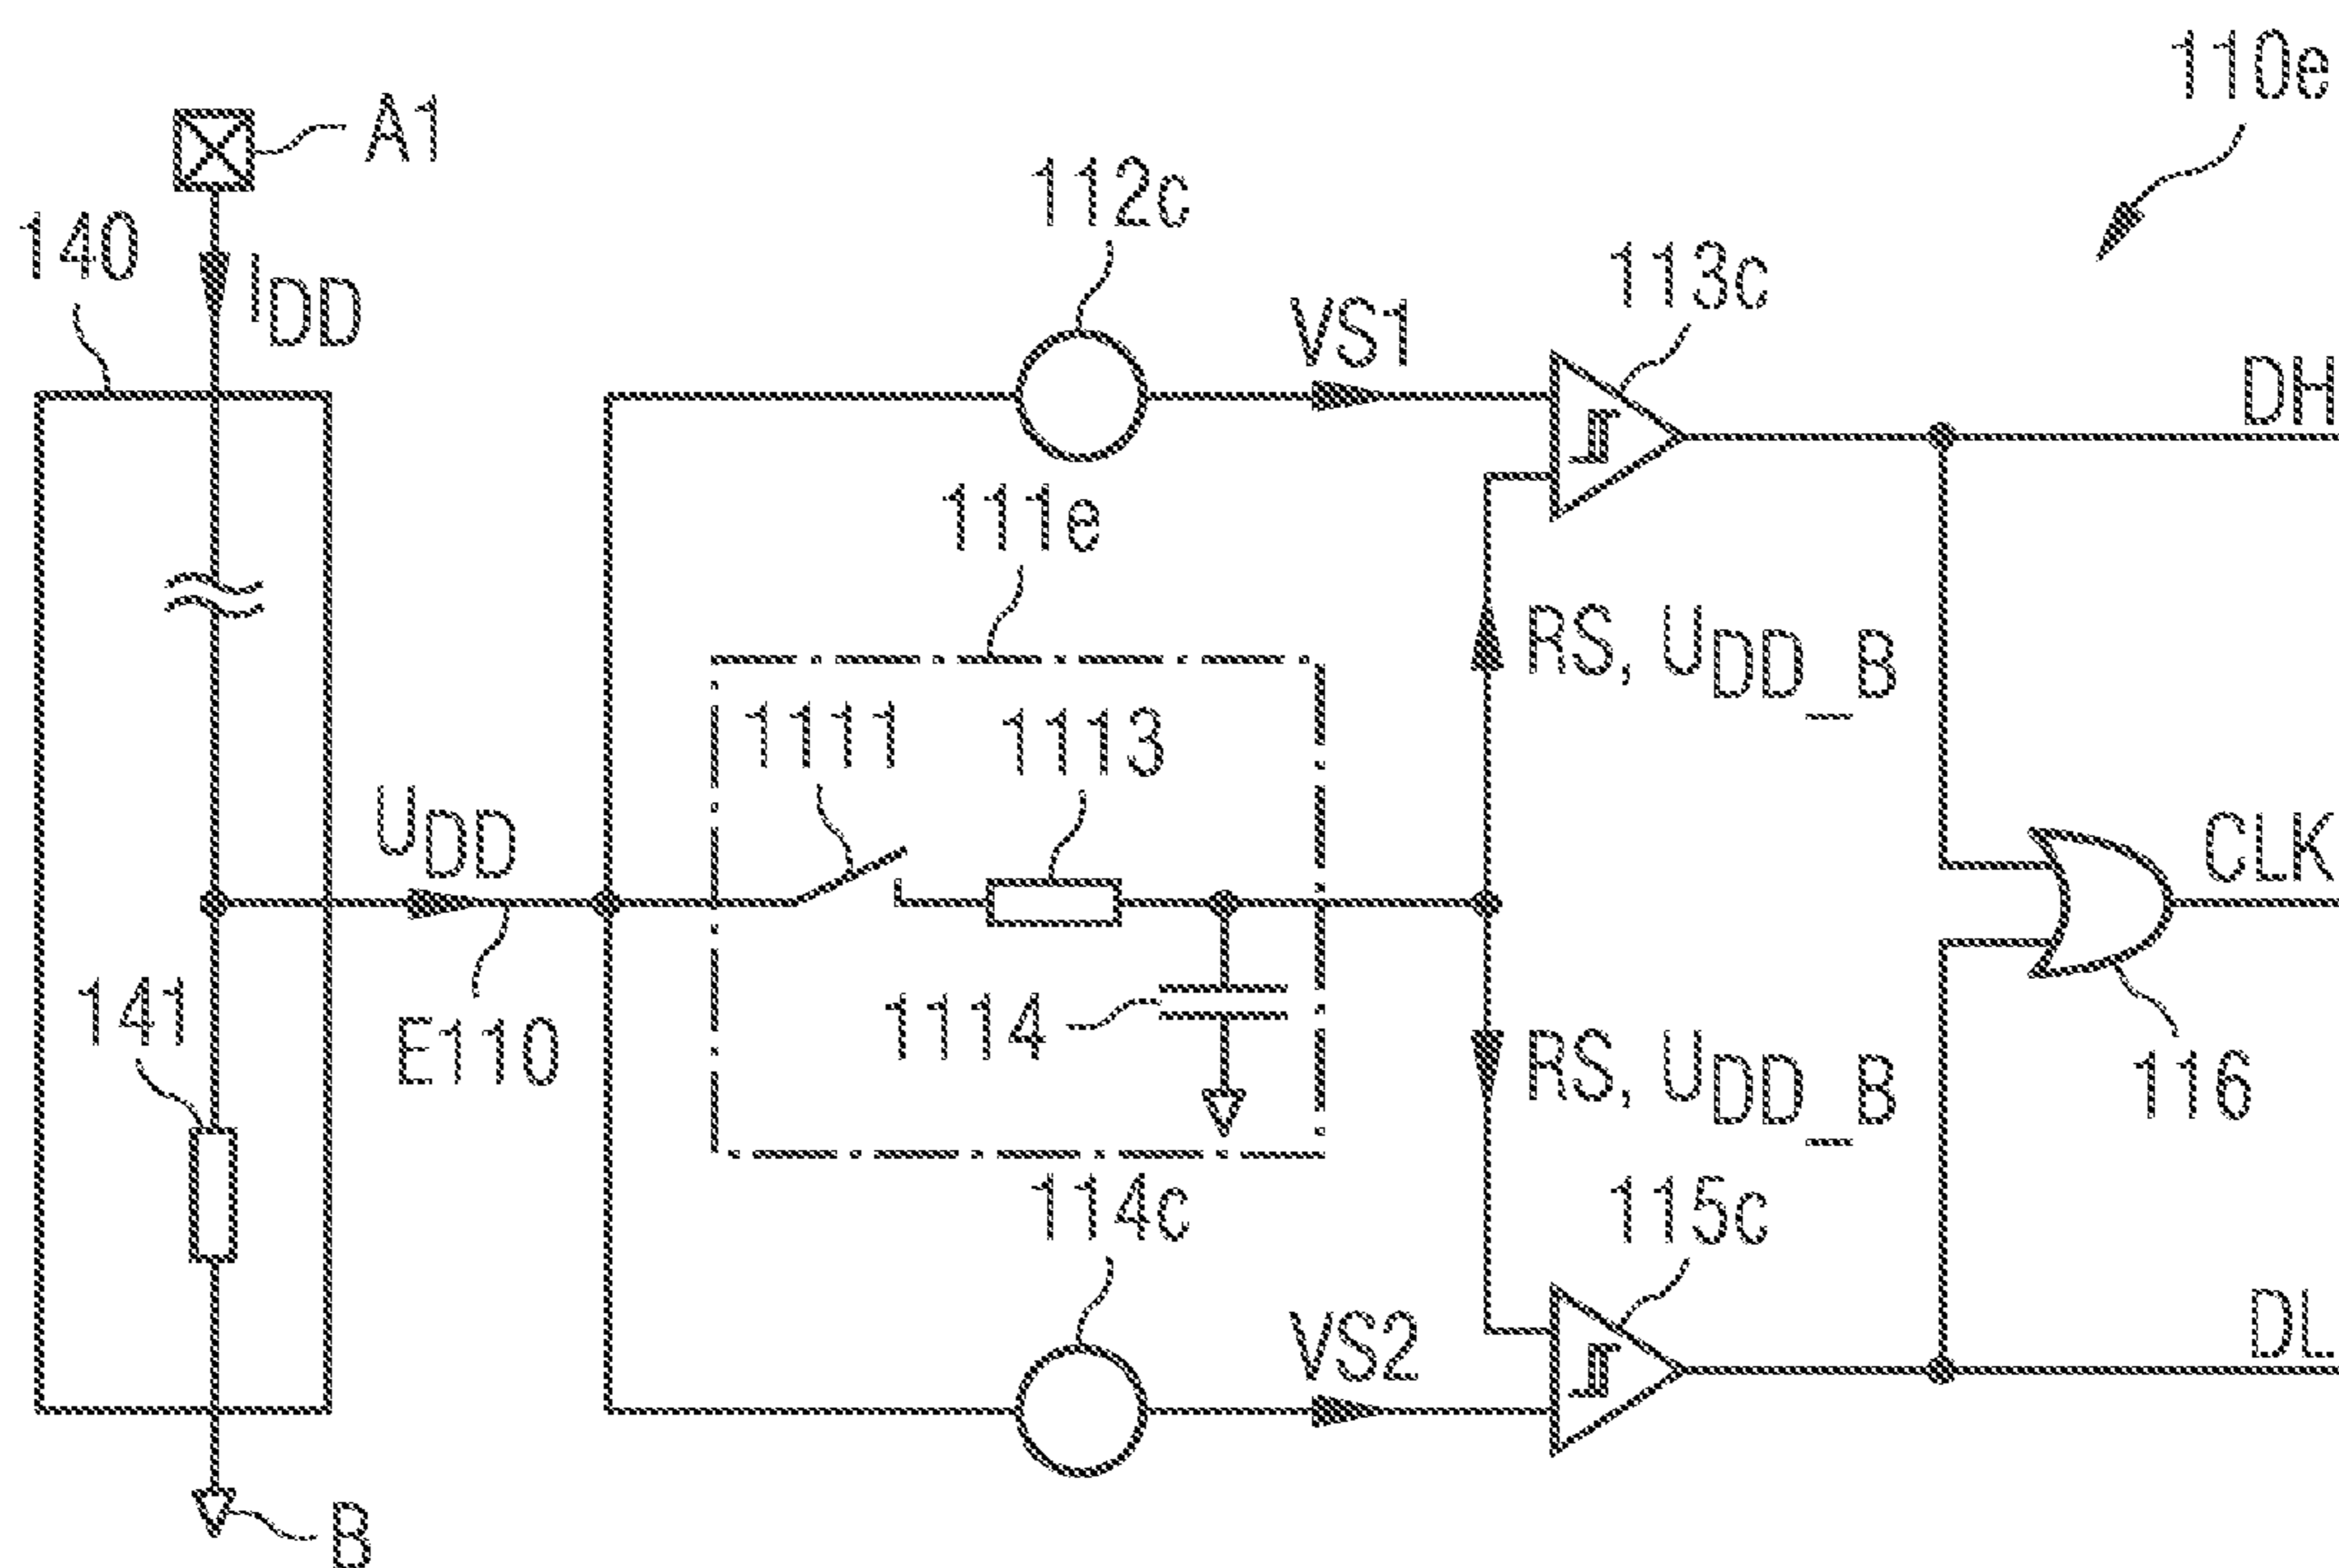 110e
A1
140
IDD
112c
113c
VS1
DH
111e
RS, UDD_B
1111
1113
UDD
CLK
141
E110
1114
RS, UDD_B
116
114c
115c
VS2
DL
B